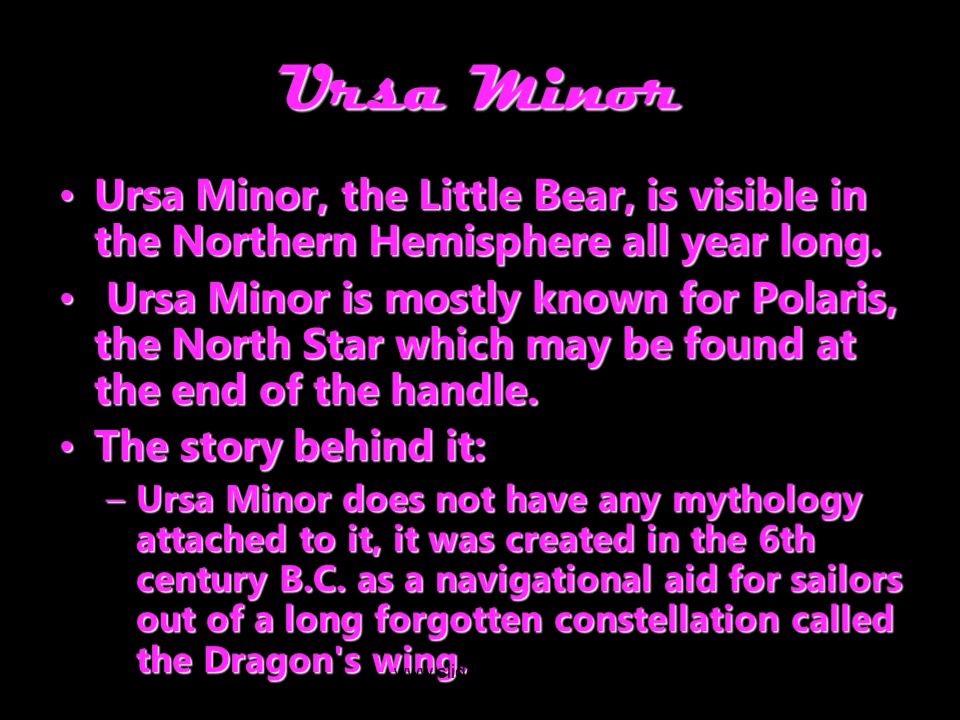 Ursa Minor
• Ursa Minor, the Little Bear, is visible in
the Northern Hemisphere all year long.
• Ursa Minor is mostly known for Polaris,
the North Star which may be found at
the end of the handle.
• The story behind it:
– Ursa Minor does not have any mythology
attached to it, it was created in the 6th
century B.C. as a navigational aid for sailors
out of a long forgotten constellation called
the Dragon's wing